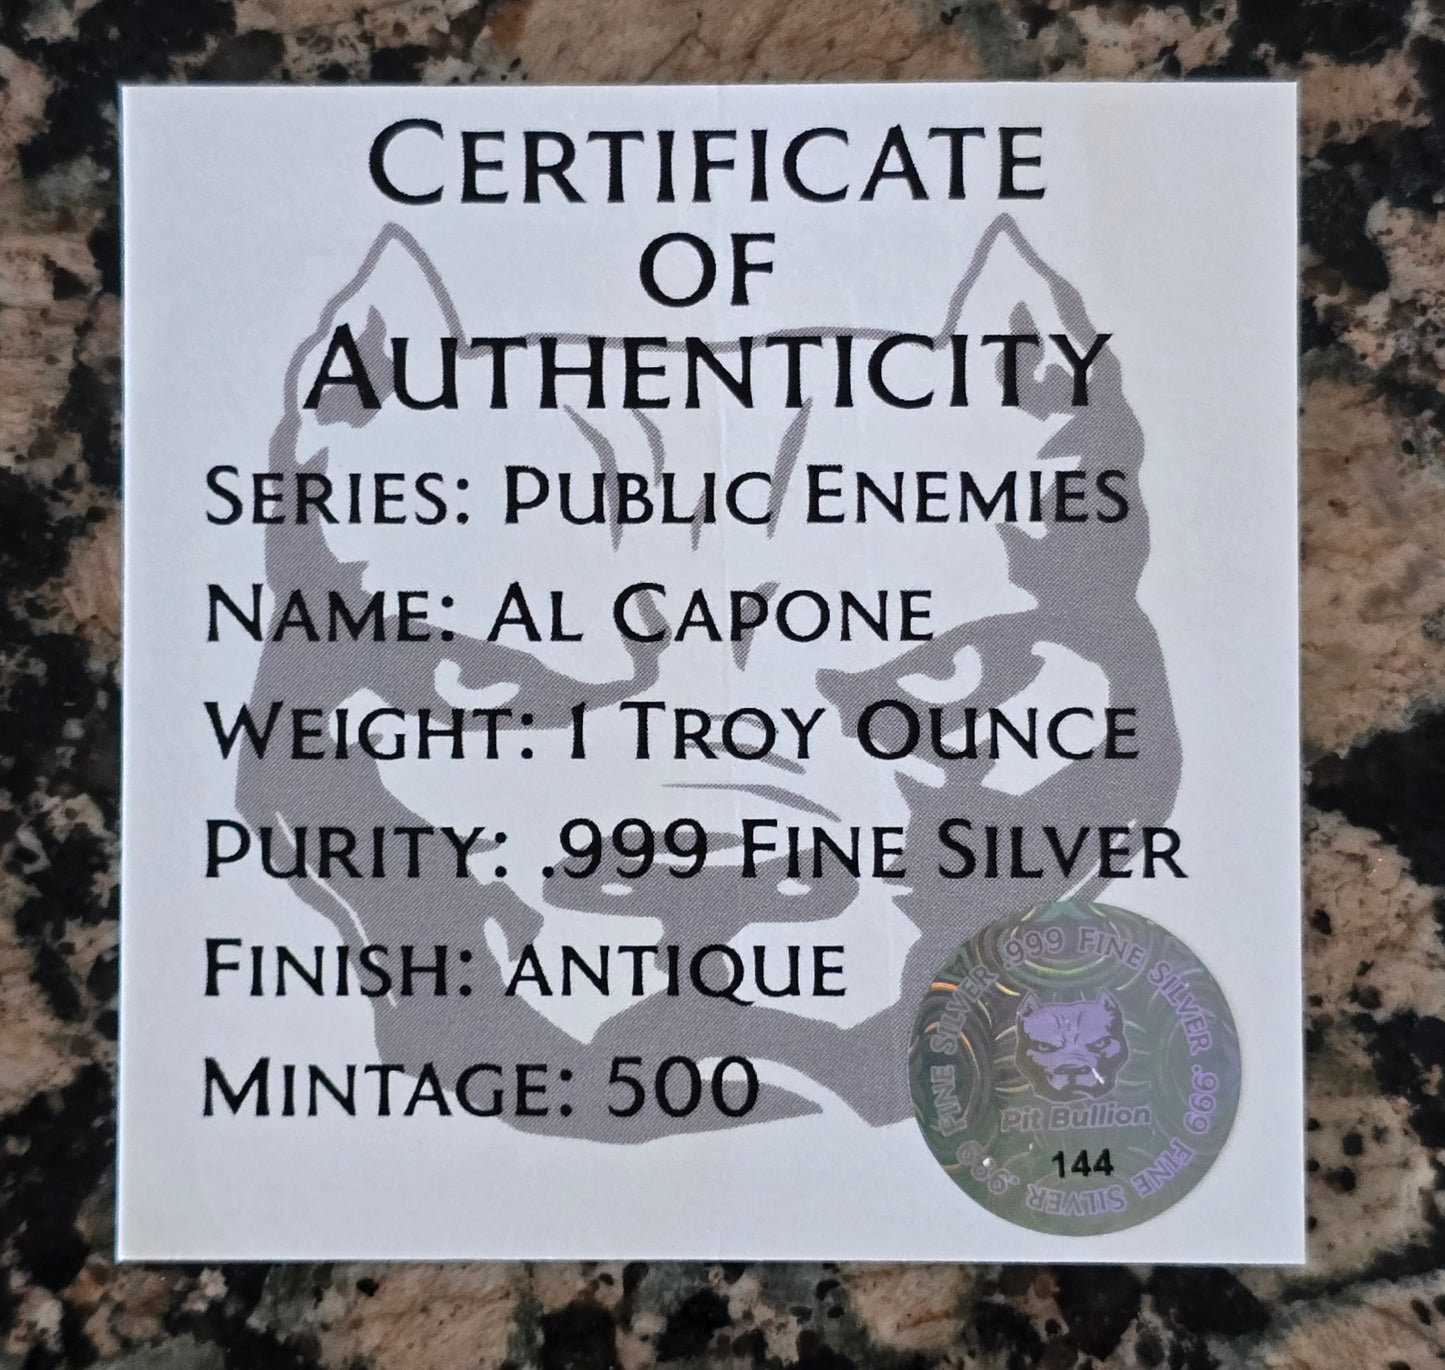 CERTIFICATE
OF
AUTHENTICITY
SERIES: PUBLIC ENEMIES
NAME: AL CAPONE
WEIGHT: 1 TROY OUNCE
PURITY: .999 FINE SILVER
FINISH: ANTIQUE
MINTAGE: 500
.999 FINE SILVER .999 FINE SILVER .999 FINE SILVER
Pit Bullion
144